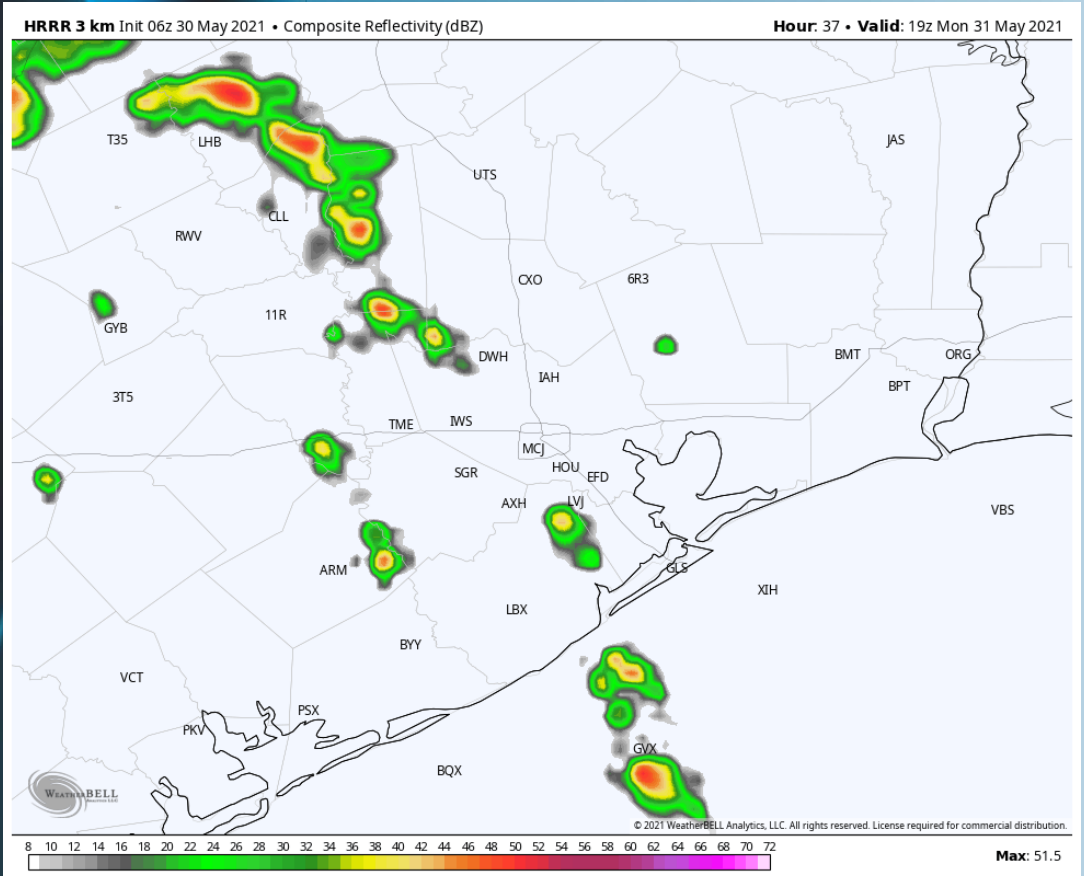 HRRR 3 km Init 06z 30 May 2021 • Composite Reflectivity (dBZ) Hour: 37 • Valid: 19z Mon 31 May 2021
T35
LHB
JAS
UTS
CLL
RWV
CXO
6R3
11R
GYB
DWH
BMT
ORG
IAH
BPT
3T5
TME
IWS
MCJ
HOU
SGR
EFD
AXH
LVJ
VBS
ARM
GLS
XIH
LBX
BYY
VCT
PSX
PKV
GVX
BQX
WEATHERBELL
© 2021 WeatherBELL Analytics, LLC. All rights reserved. License required for commercial distribution.
8 10 12 14 16 18 20 22 24 26 28 30 32 34 36 38 40 42 44 46 48 50 52 54 56 58 60 62 64 66 68 70 72
Max: 51.5